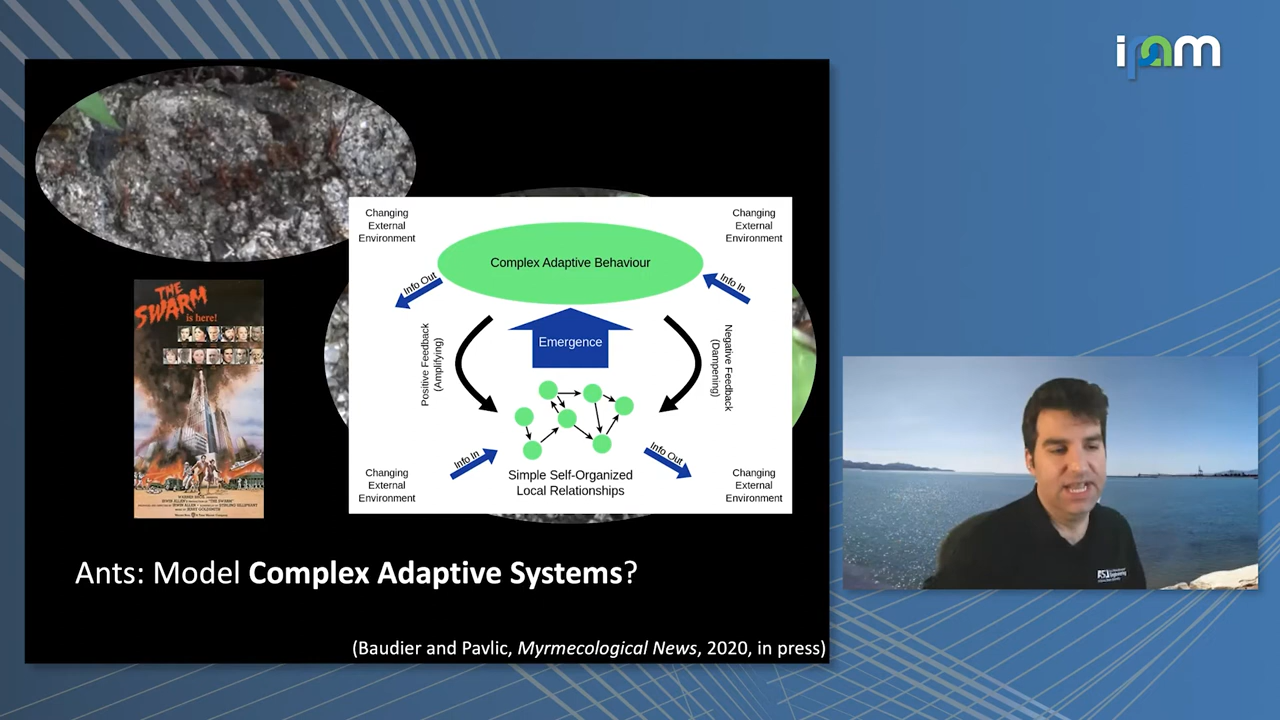 ipam
THE
SWARM
is here!
Changing
External
Environment
Changing
External
Environment
Complex Adaptive Behaviour
Info Out
Info In
Positive Feedback
(Amplifying)
Emergence
Negative Feedback
(Dampening)
Info In
Info Out
Changing
External
Environment
Simple Self-Organized
Local Relationships
Changing
External
Environment
Ants: Model Complex Adaptive Systems?
(Baudier and Pavlic, Myrmecological News, 2020, in press)
ASU